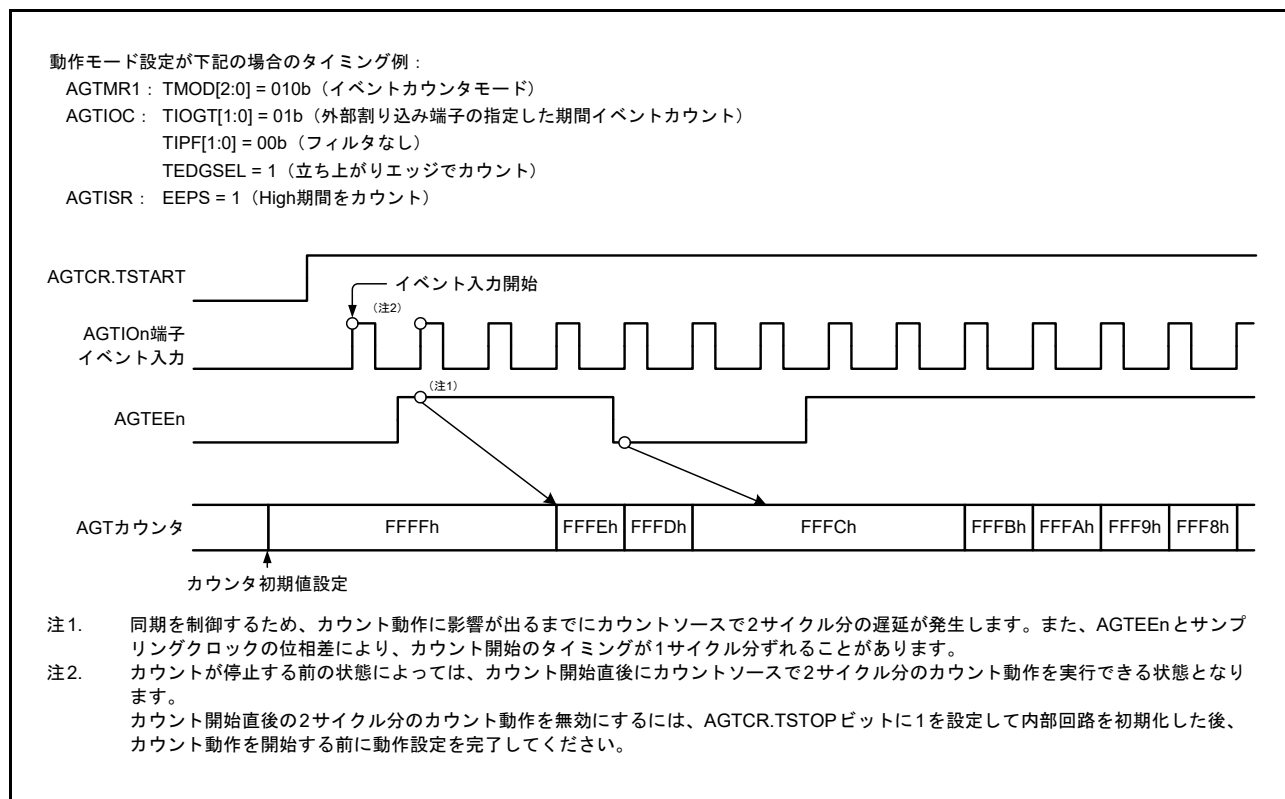 動作モード設定が下記の場合のタイミング例：
AGTMR1： TMOD[2:0] = 010b（イベントカウンタモード）
AGTIOC： TIOGT[1:0] = 01b（外部割り込み端子の指定した期間イベントカウント）
TIPF[1:0] = 00b（フィルタなし）
TEDGSEL = 1（立ち上がりエッジでカウント）
AGTISR： EEPS = 1（High期間をカウント）
AGTCR.TSTART
イベント入力開始
（注2）
AGTIOn端子
イベント入力
（注1）
AGTEEn
AGTカウンタ FFFFh FFFEh FFFDh FFFCh FFFBh FFFAh FFF9h FFF8h
カウンタ初期値設定
注1. 同期を制御するため、カウント動作に影響が出るまでにカウントソースで2サイクル分の遅延が発生します。また、AGTEEnとサンプ
リングクロックの位相差により、カウント開始のタイミングが1サイクル分ずれることがあります。
注2. カウントが停止する前の状態によっては、カウント開始直後にカウントソースで2サイクル分のカウント動作を実行できる状態となり
ます。
カウント開始直後の2サイクル分のカウント動作を無効にするには、AGTCR.TSTOPビットに1を設定して内部回路を初期化した後、
カウント動作を開始する前に動作設定を完了してください。